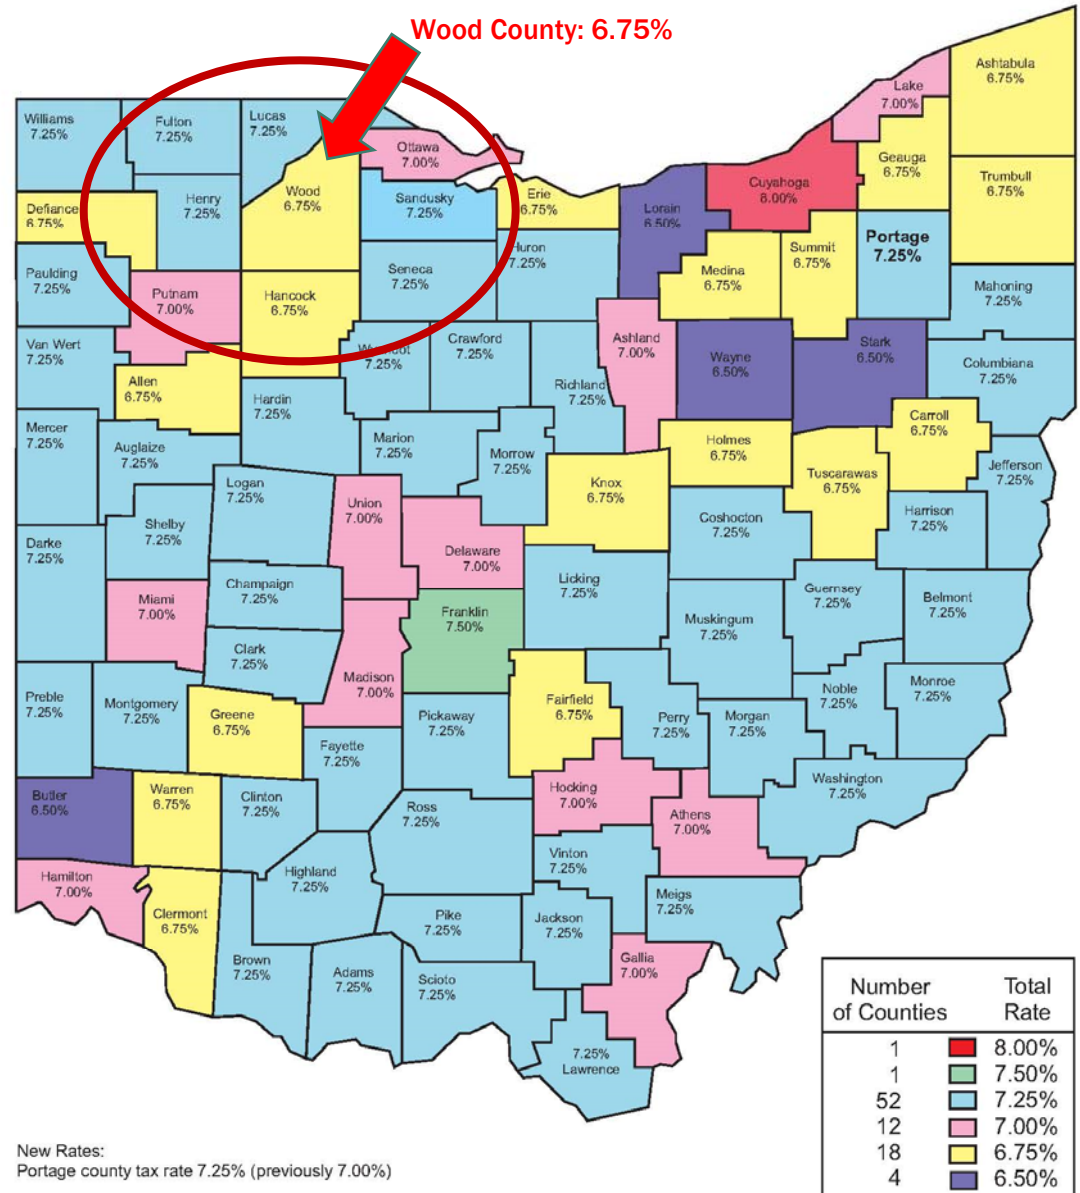 Wood County: 6.75%
Ashtabula
6.75%
Lake
7.00%
Williams
7.25%
Fulton
7.25%
Lucas
7.25%
Ottawa
7.00%
Geauga
6.75%
Trumbull
6.75%
Cuyahoga
8.00%
Wood
6.75%
Henry
7.25%
Sandusky
7.25%
Erie
6.75%
Lorain
6.50%
Defiance
6.75%
Portage
7.25%
Summit
6.75%
Huron
7.25%
Medina
6.75%
Paulding
7.25%
Seneca
7.25%
Mahoning
7.25%
Putnam
7.00%
Hancock
6.75%
Van Wert
7.25%
Wyandot
7.25%
Crawford
7.25%
Ashland
7.00%
Wayne
6.50%
Stark
6.50%
Columbiana
7.25%
Allen
6.75%
Richland
7.25%
Hardin
7.25%
Carroll
6.75%
Mercer
7.25%
Auglaize
7.25%
Marion
7.25%
Morrow
7.25%
Holmes
6.75%
Jefferson
7.25%
Tuscarawas
6.75%
Logan
7.25%
Knox
6.75%
Union
7.00%
Coshocton
7.25%
Harrison
7.25%
Shelby
7.25%
Darke
7.25%
Delaware
7.00%
Licking
7.25%
Champaign
7.25%
Guernsey
7.25%
Belmont
7.25%
Miami
7.00%
Franklin
7.50%
Muskingum
7.25%
Clark
7.25%
Madison
7.00%
Preble
7.25%
Montgomery
7.25%
Greene
6.75%
Pickaway
7.25%
Fairfield
6.75%
Perry
7.25%
Morgan
7.25%
Noble
7.25%
Monroe
7.25%
Fayette
7.25%
Washington
7.25%
Butler
6.50%
Warren
6.75%
Clinton
7.25%
Ross
7.25%
Hocking
7.00%
Athens
7.00%
Vinton
7.25%
Hamilton
7.00%
Highland
7.25%
Meigs
7.25%
Clermont
6.75%
Pike
7.25%
Jackson
7.25%
Brown
7.25%
Adams
7.25%
Scioto
7.25%
Gallia
7.00%
7.25%
Lawrence
Number of Counties Total Rate
1 8.00%
1 7.50%
52 7.25%
12 7.00%
18 6.75%
4 6.50%
New Rates:
Portage county tax rate 7.25% (previously 7.00%)